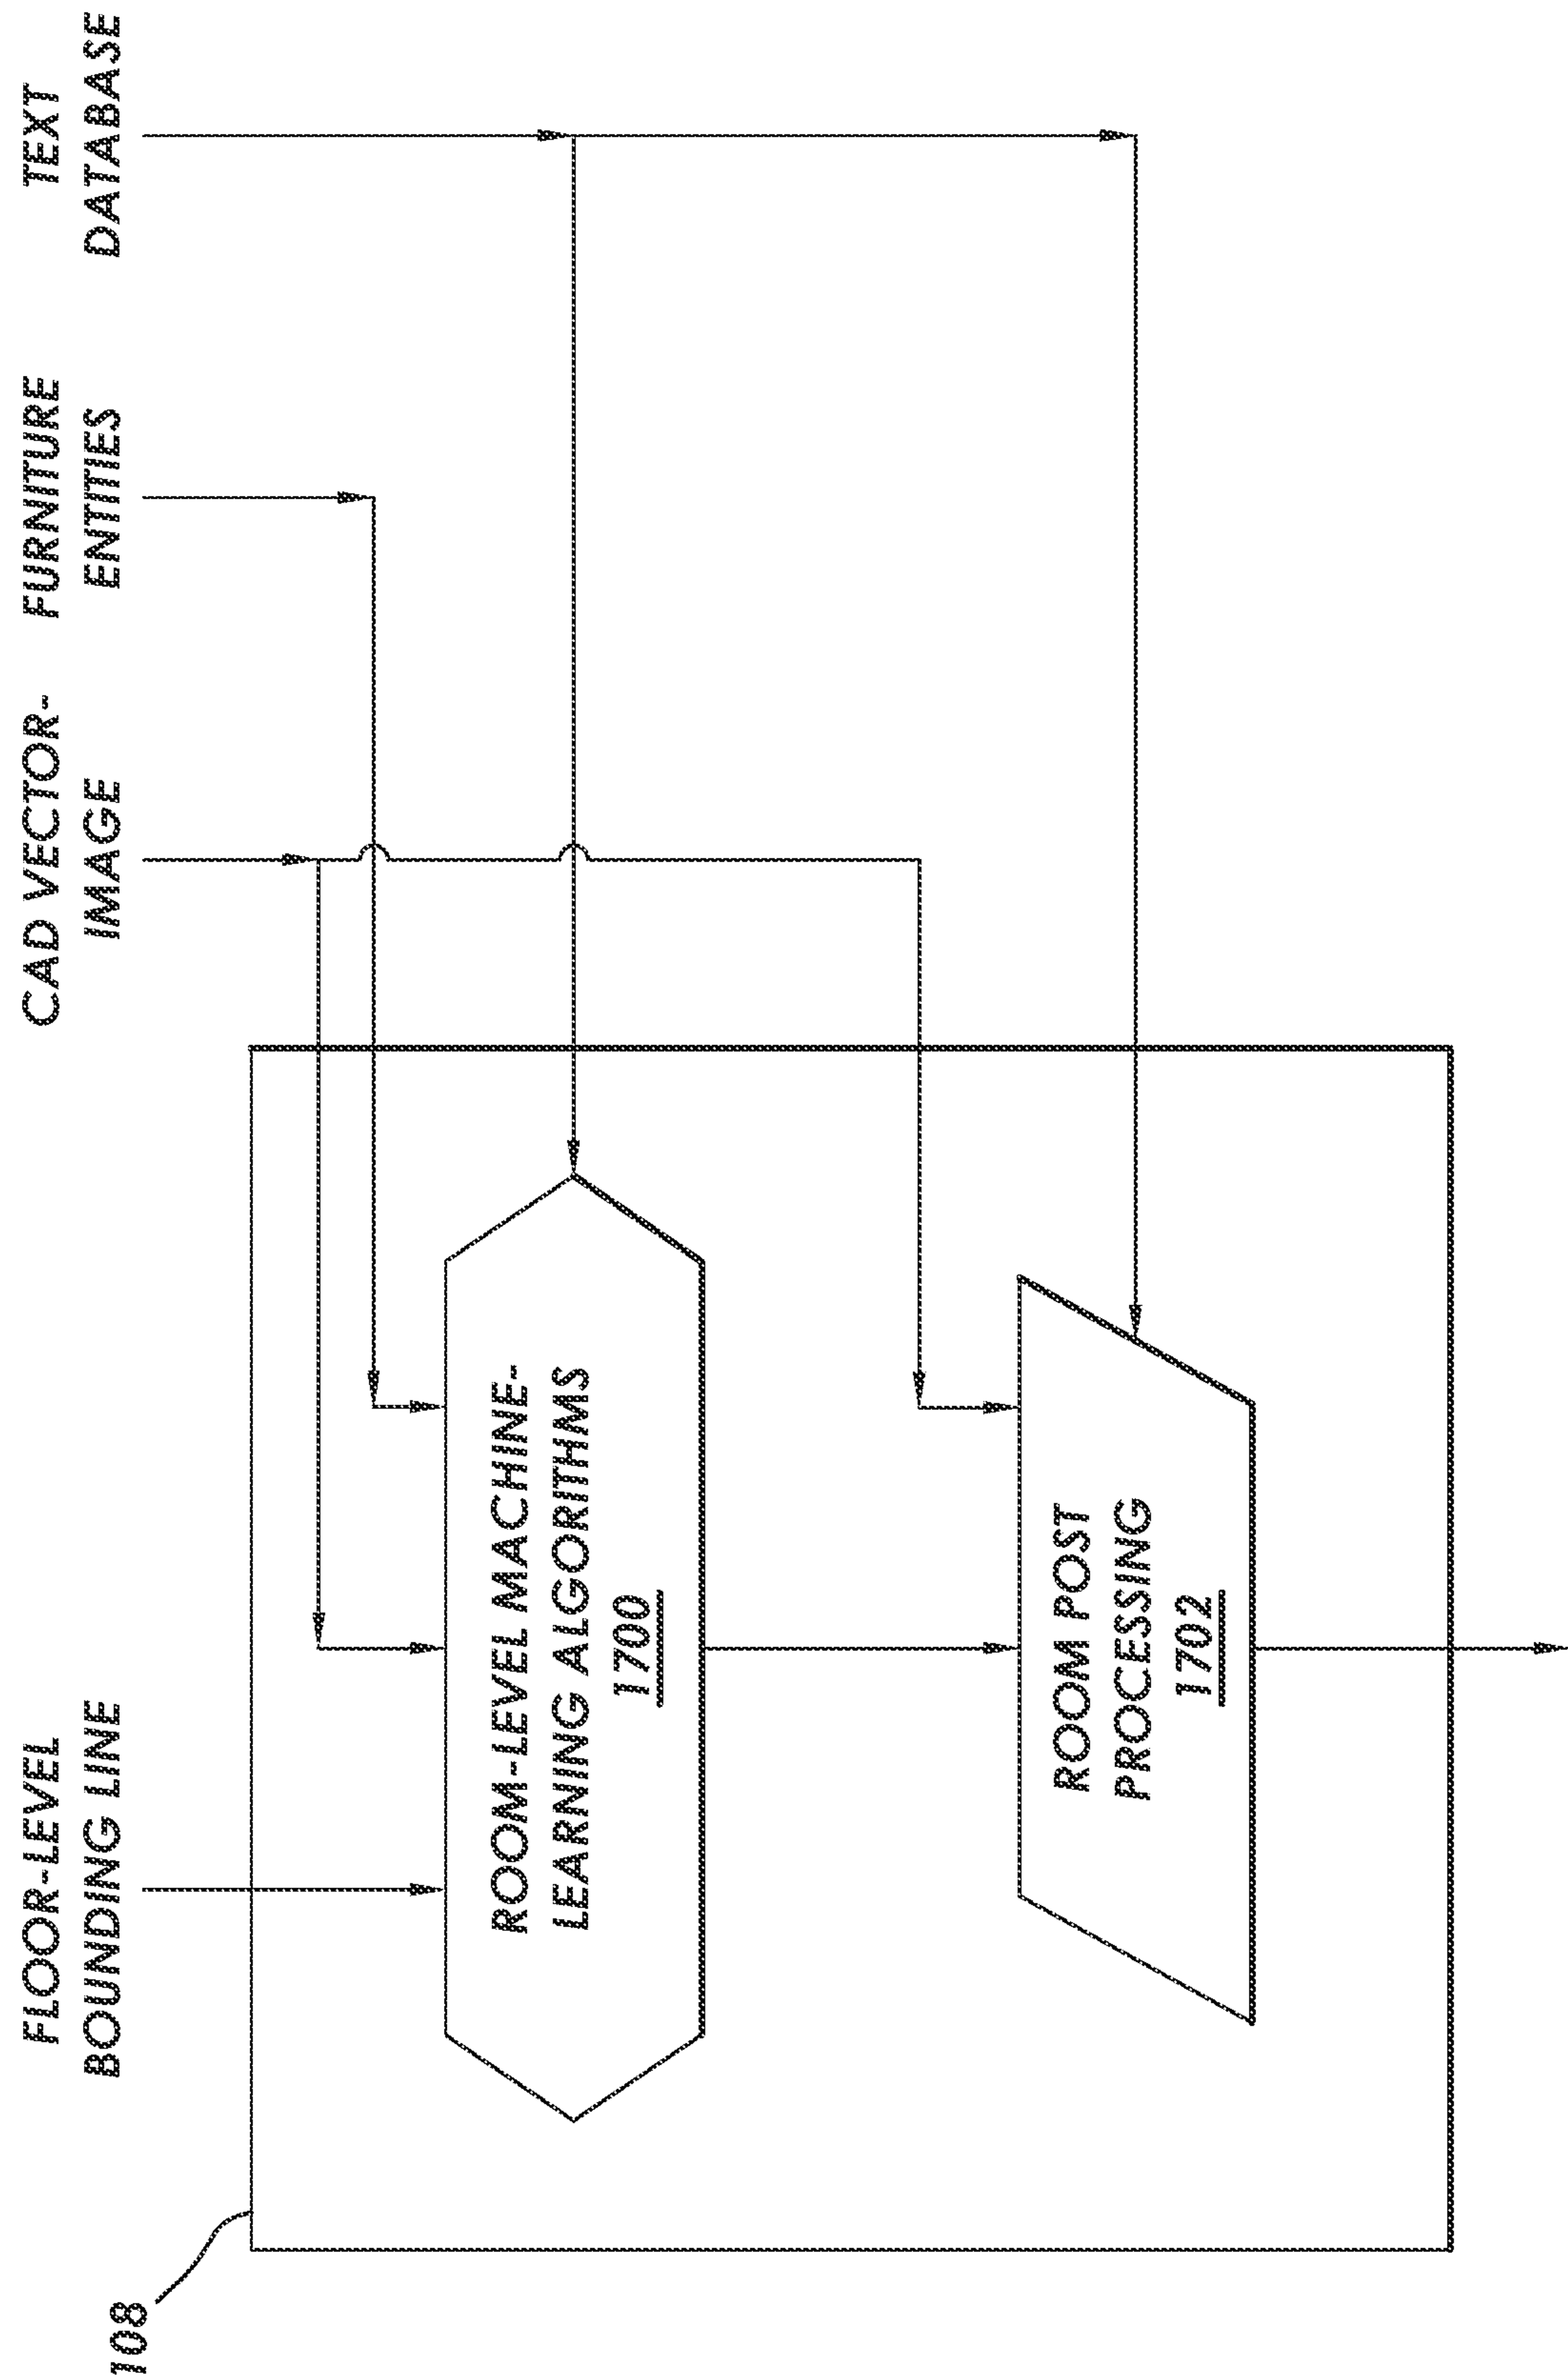 108
FLOOR-LEVEL
BOUNDING LINE
CAD VECTOR-
IMAGE
FURNITURE
ENTITIES
TEXT
DATABASE
ROOM-LEVEL MACHINE-
LEARNING ALGORITHMS
1700
ROOM POST
PROCESSING
1702